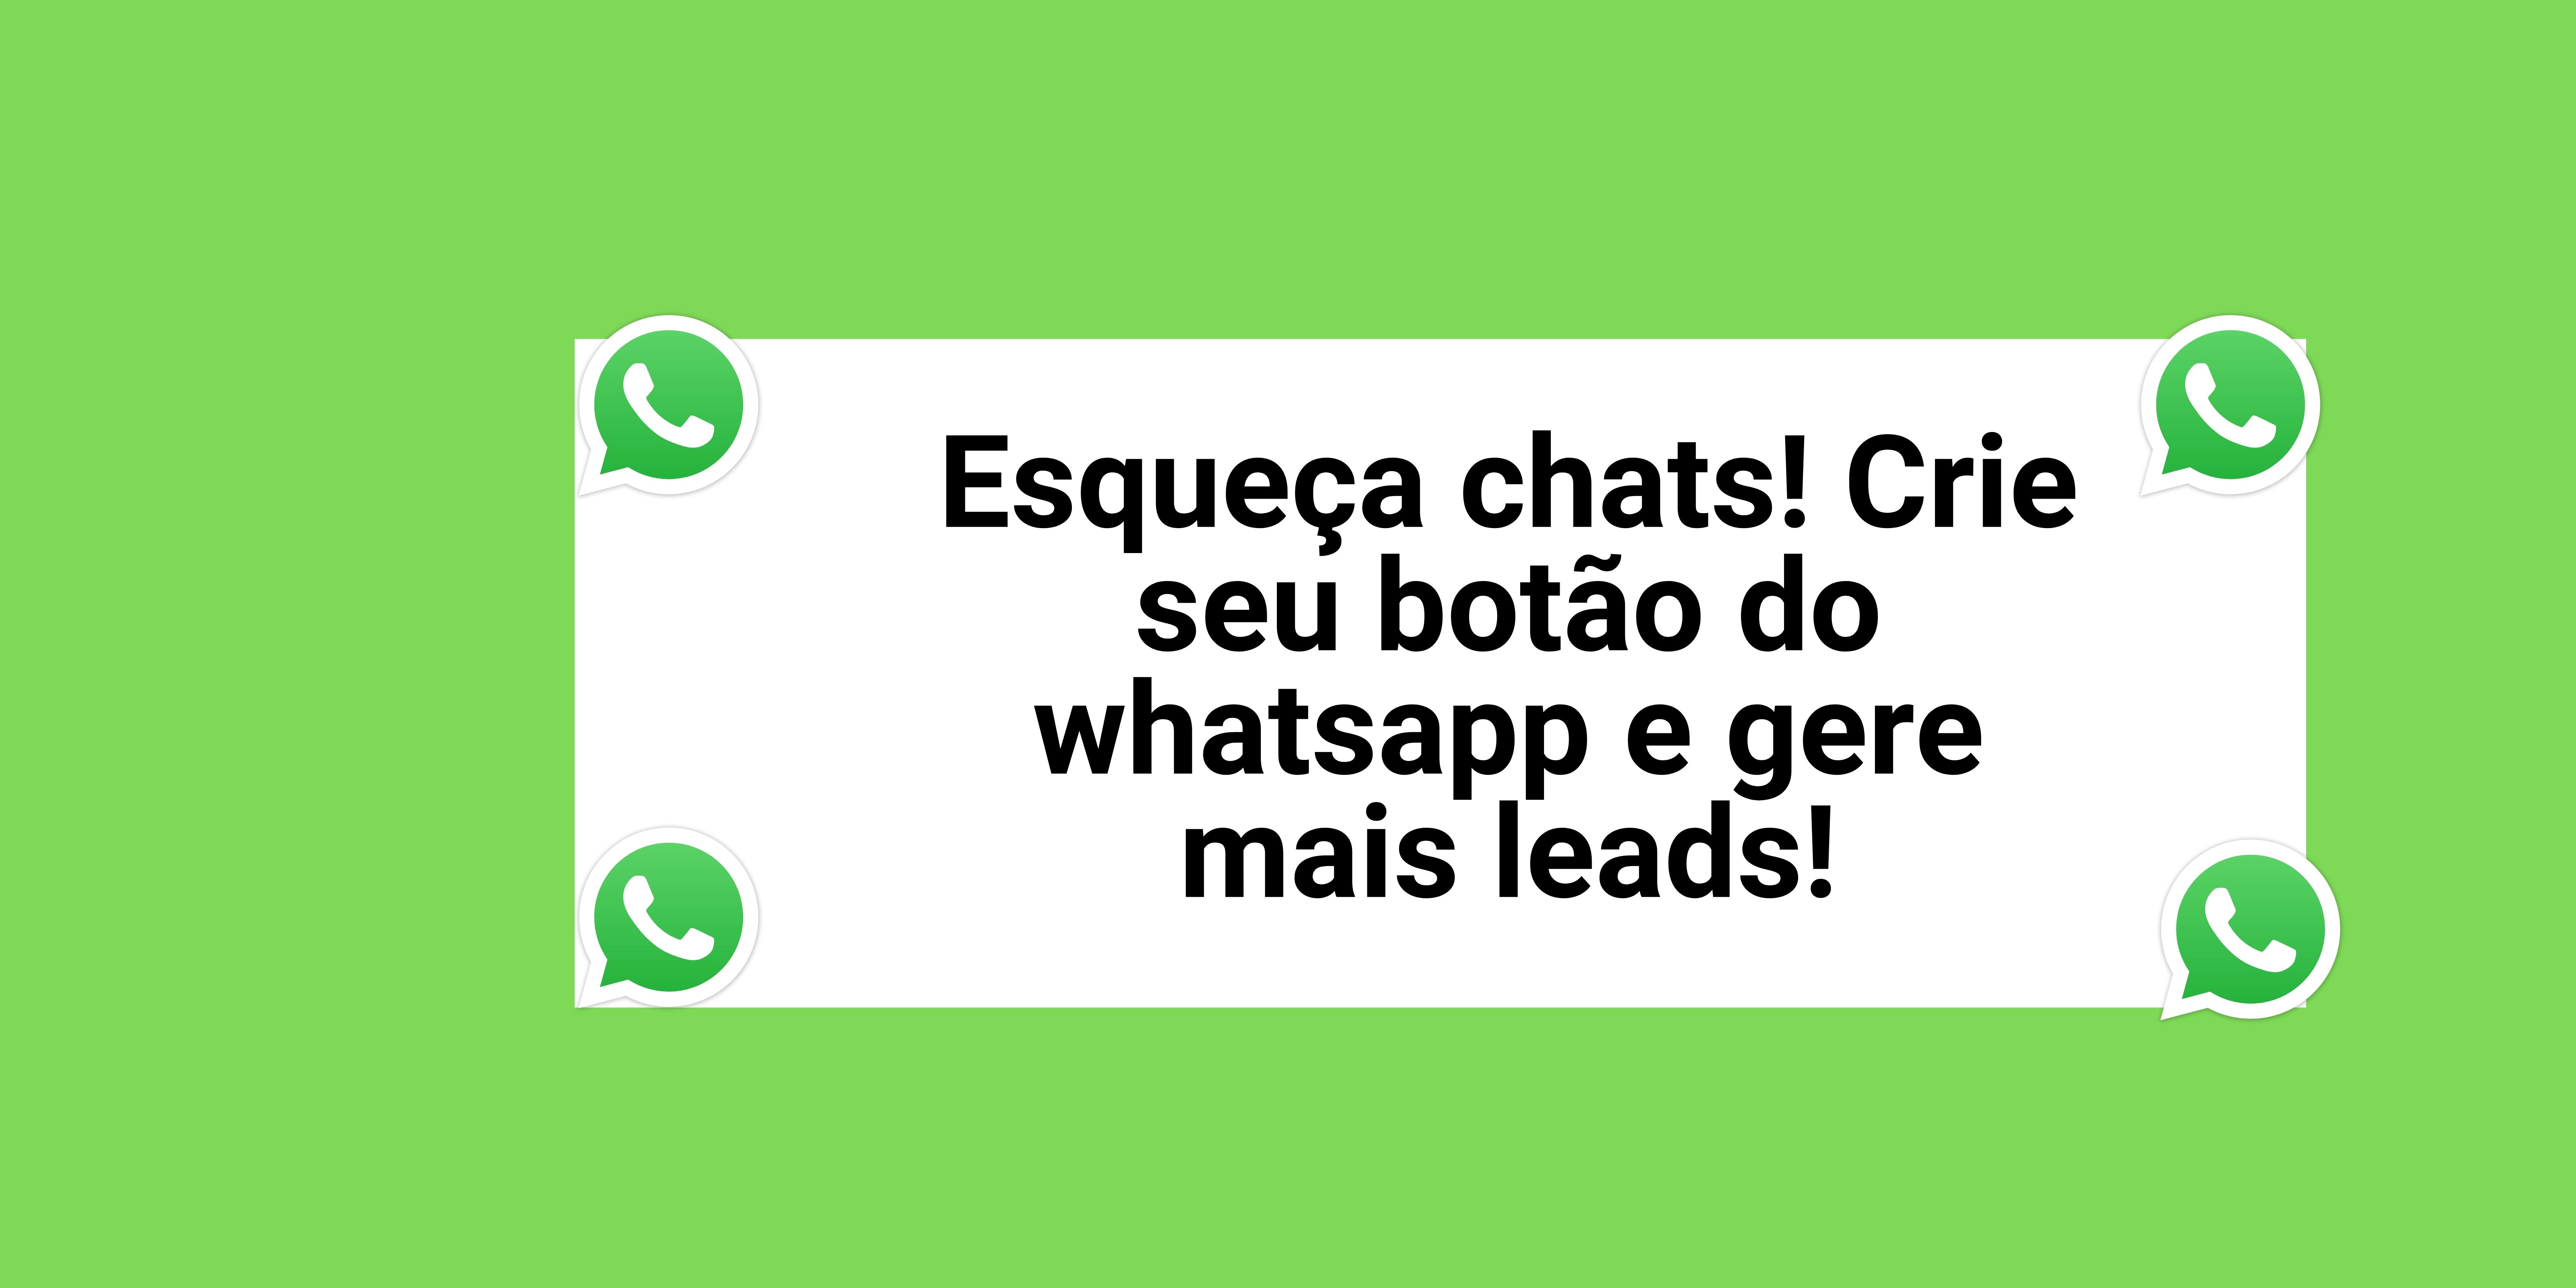 Esqueça chats! Crie
seu botão do
whatsapp e gere
mais leads!